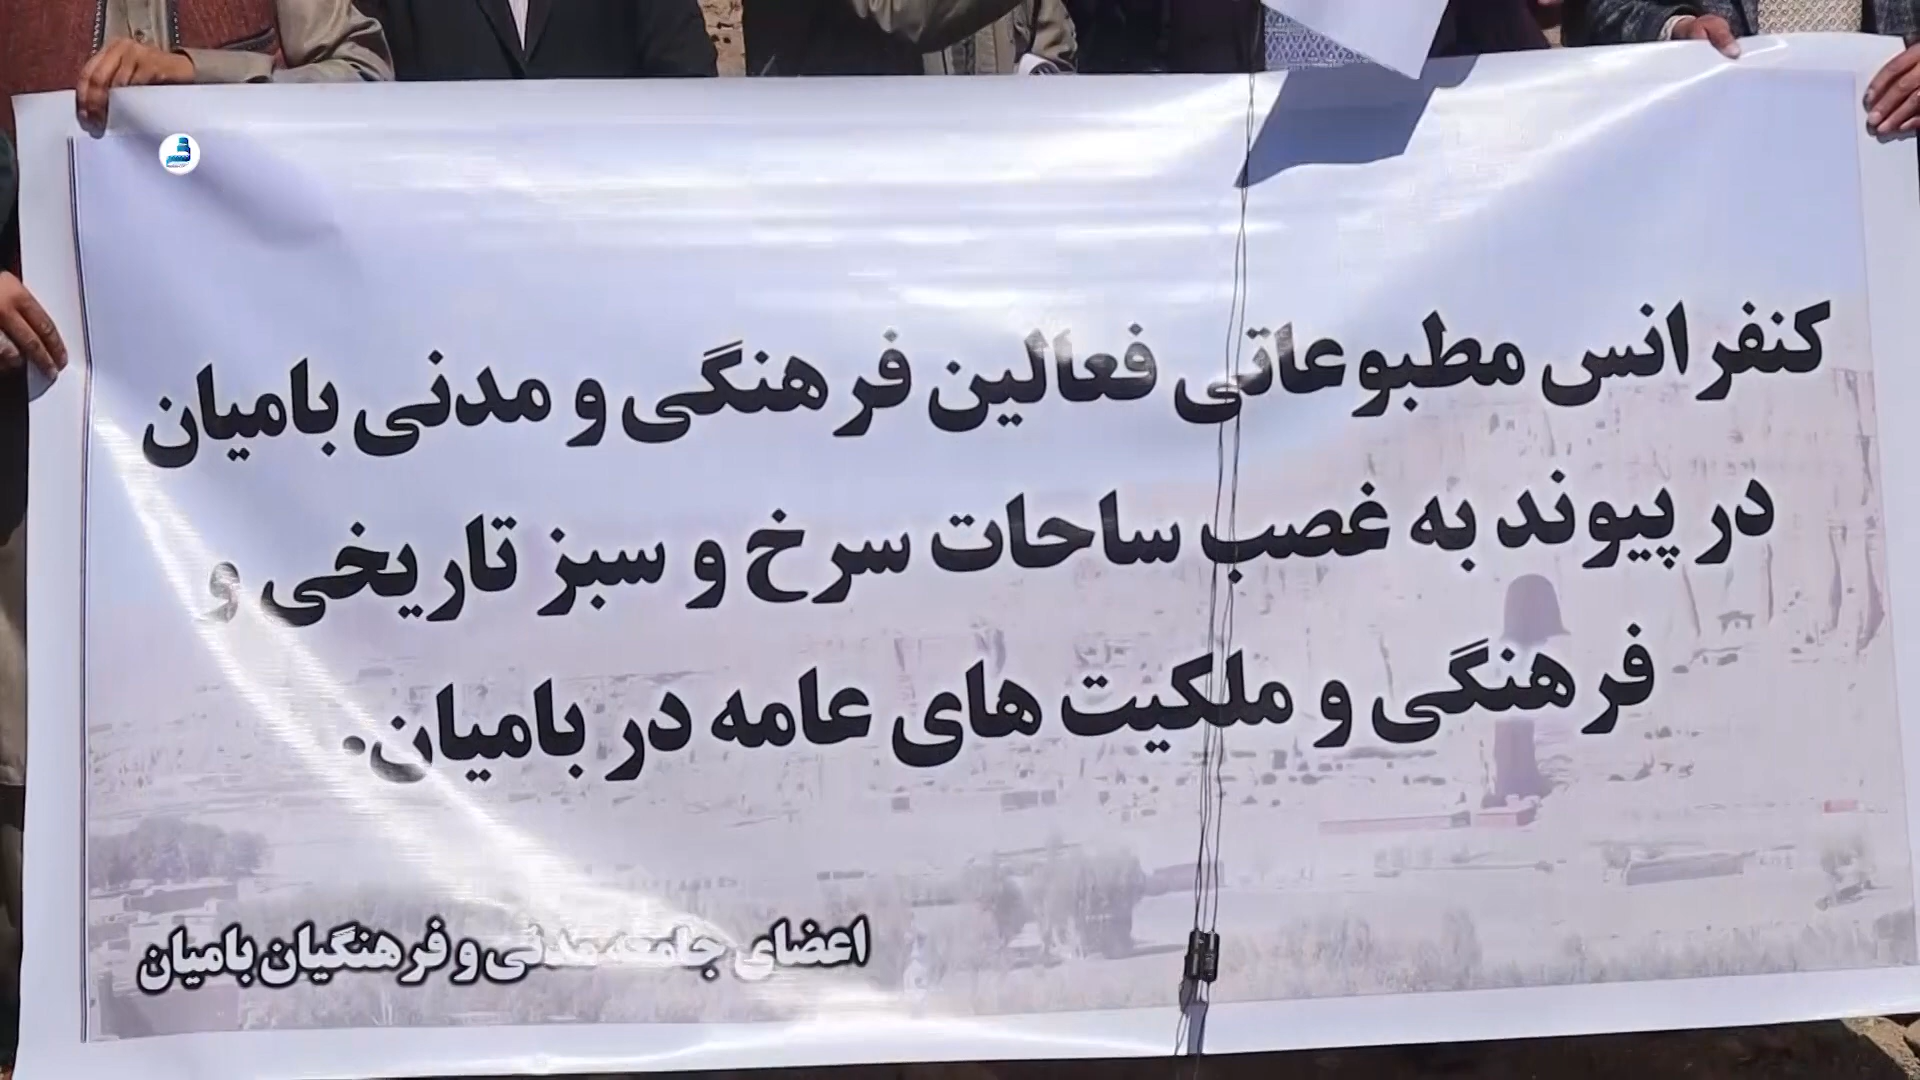 کنفرانس مطبوعاتی فعالین فرهنگی و مدنی بامیان
در پیوند به غصب ساحات سرخ و سبز تاریخی و
فرهنگی و ملکیت های عامه در بامیان.
اعضای جامعه مدنی و فرهنگیان بامیان